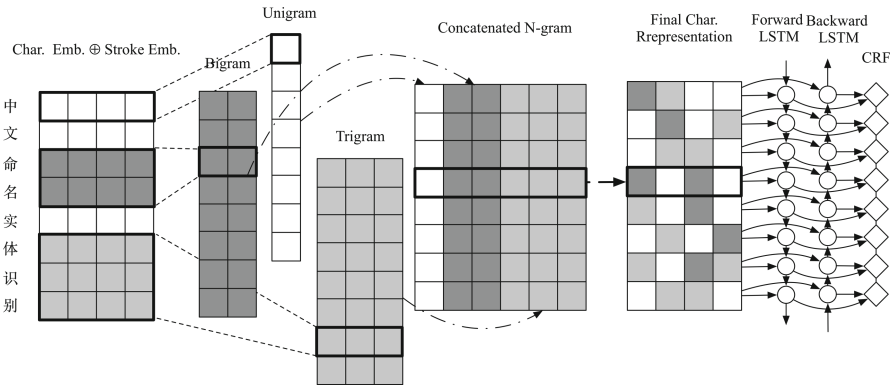 Char. Emb. ⊕ Stroke Emb.
中
文
命
名
实
体
识
别
Bigram
Unigram
Trigram
Concatenated N-gram
Final Char.
Rrepresentation
Forward
LSTM
Backward
LSTM
CRF